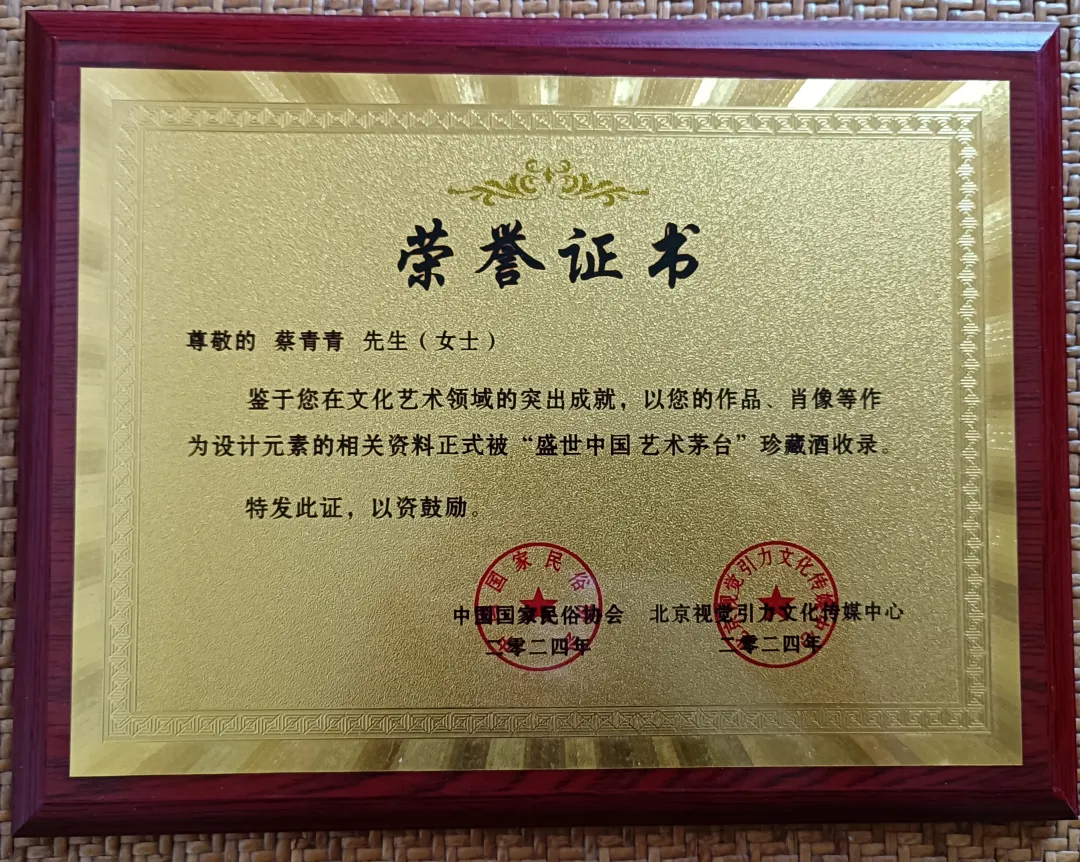 荣誉证书
尊敬的 蔡青青 先生（女士）
鉴于您在文化艺术领域的突出成就，以您的作品、肖像等作
为设计元素的相关资料正式被“盛世中国 艺术茅台”珍藏酒收录。
特发此证，以资鼓励。
中国国家民俗协会 北京视觉引力文化传媒中心
二零二四年 二零二四年